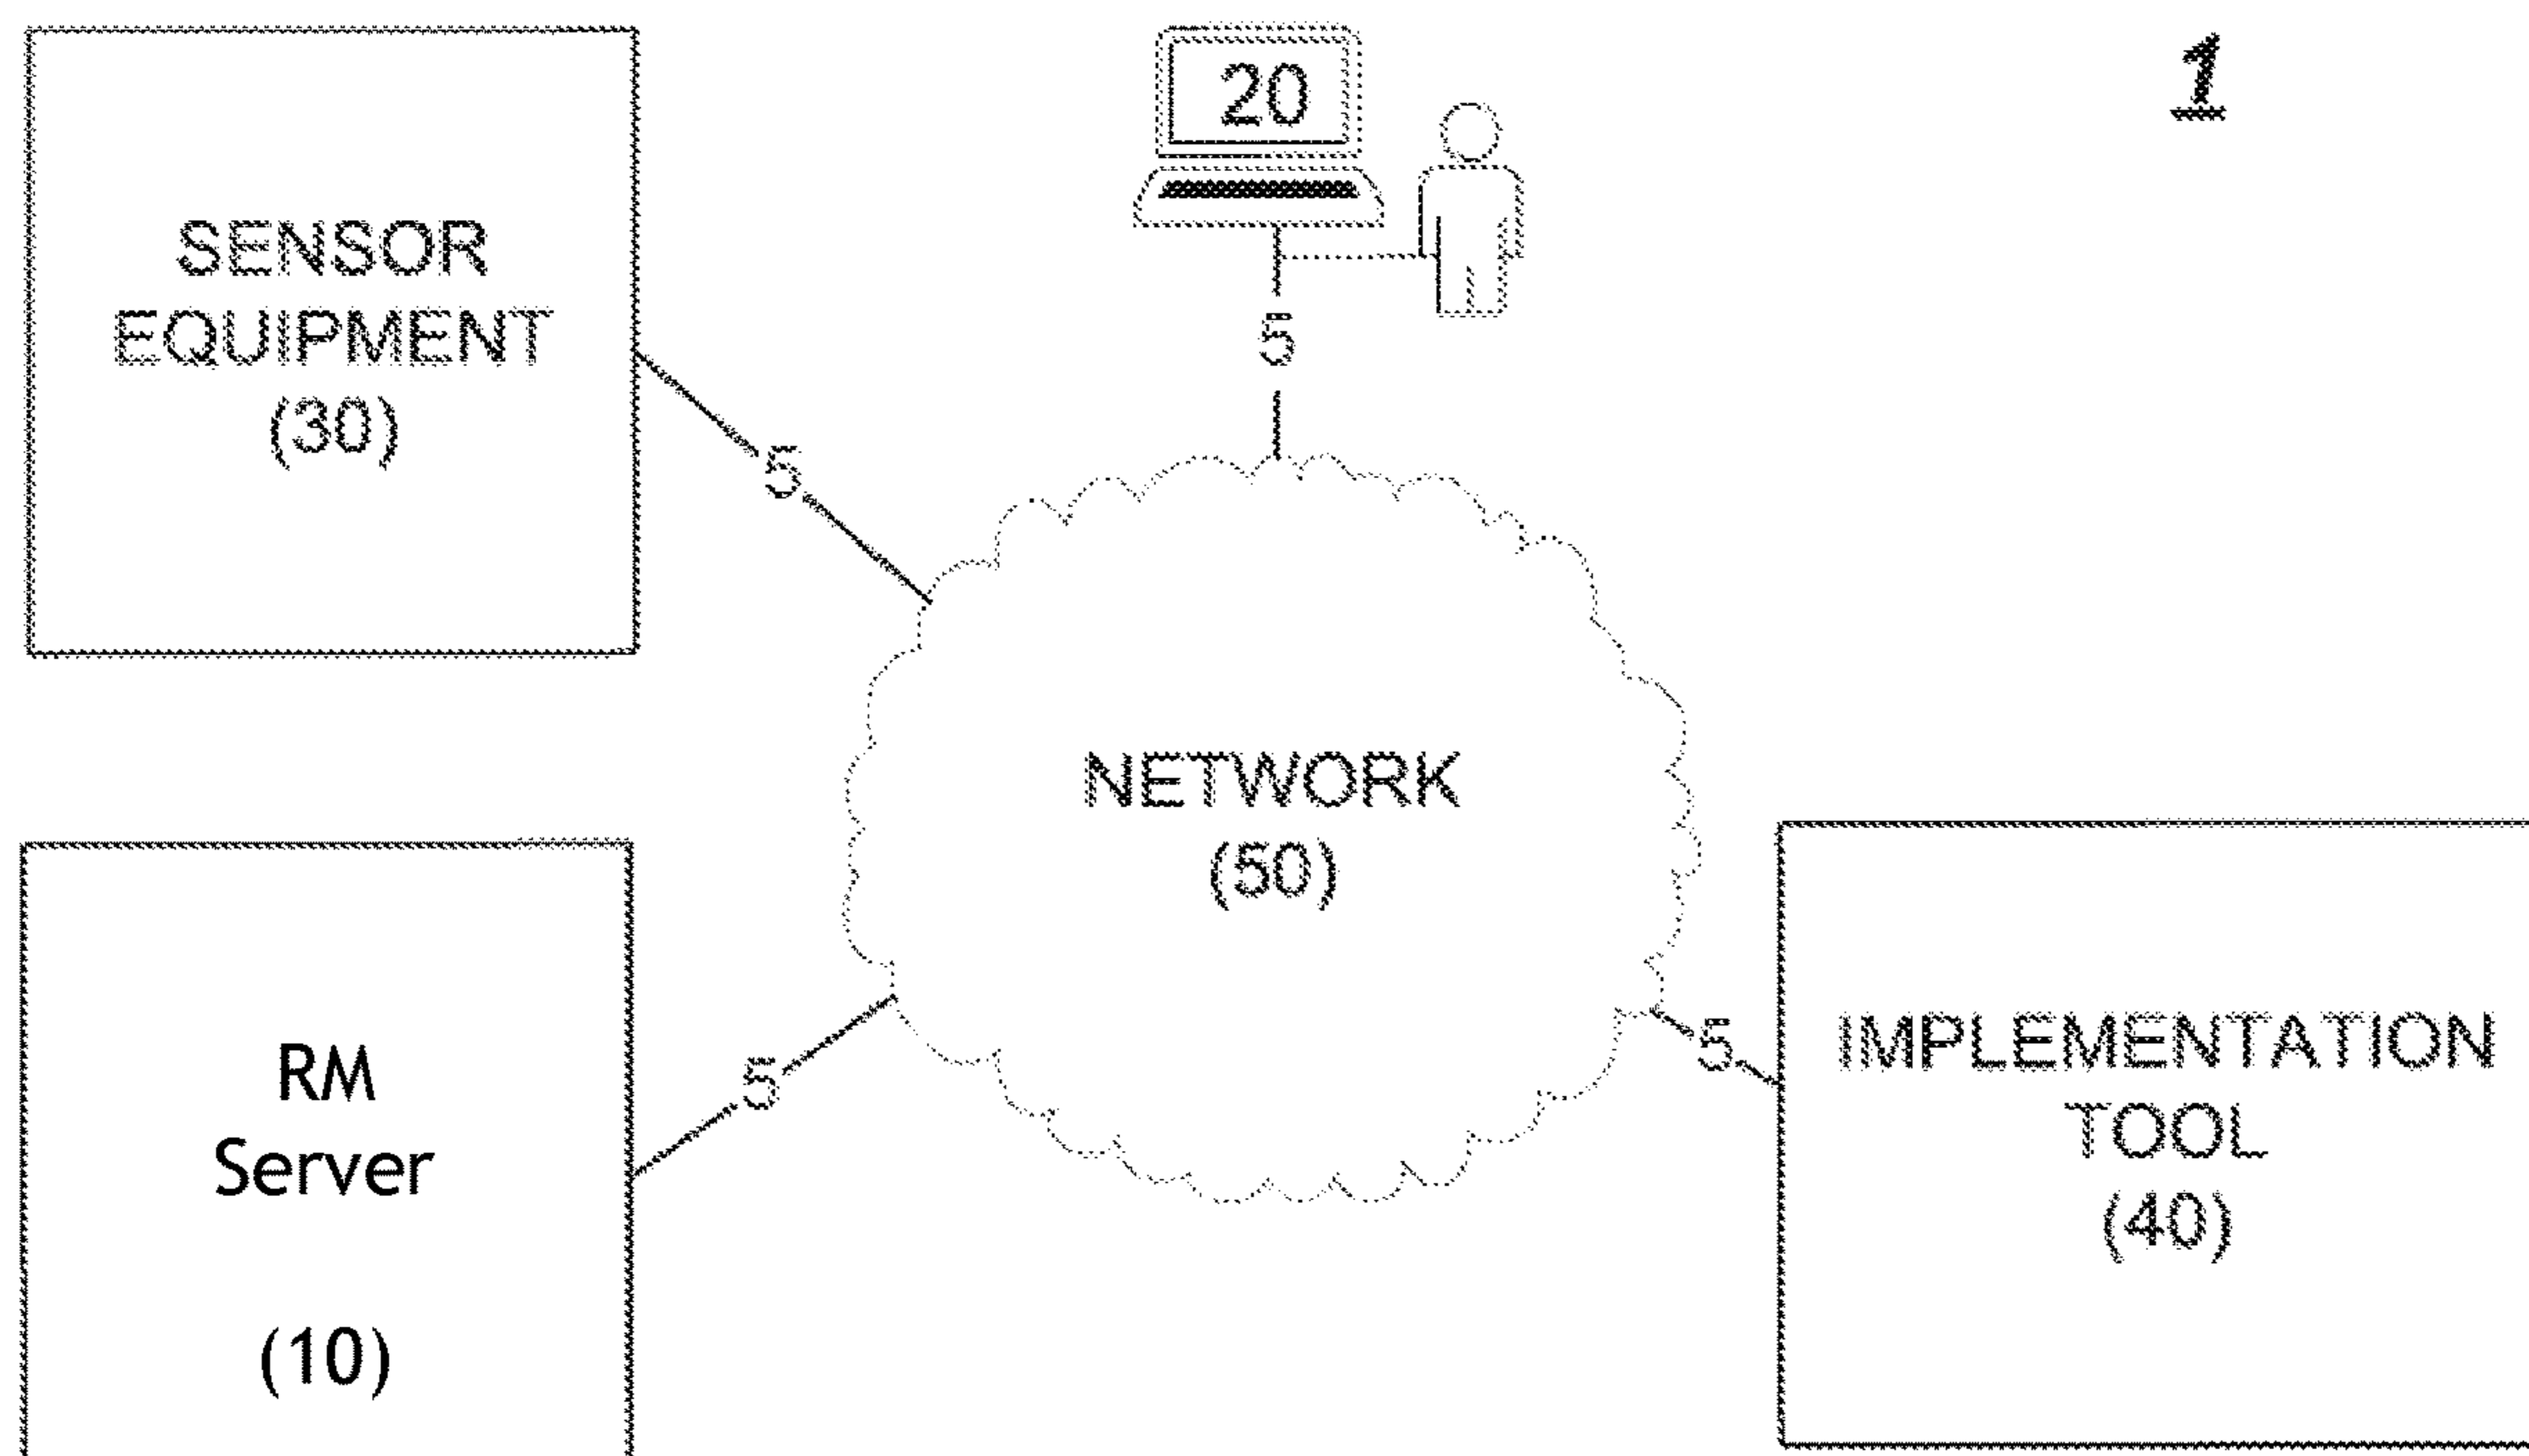 1
20
SENSOR
EQUIPMENT
(30)
5
5
NETWORK
(50)
RM
Server
(10)
5
5
IMPLEMENTATION
TOOL
(40)